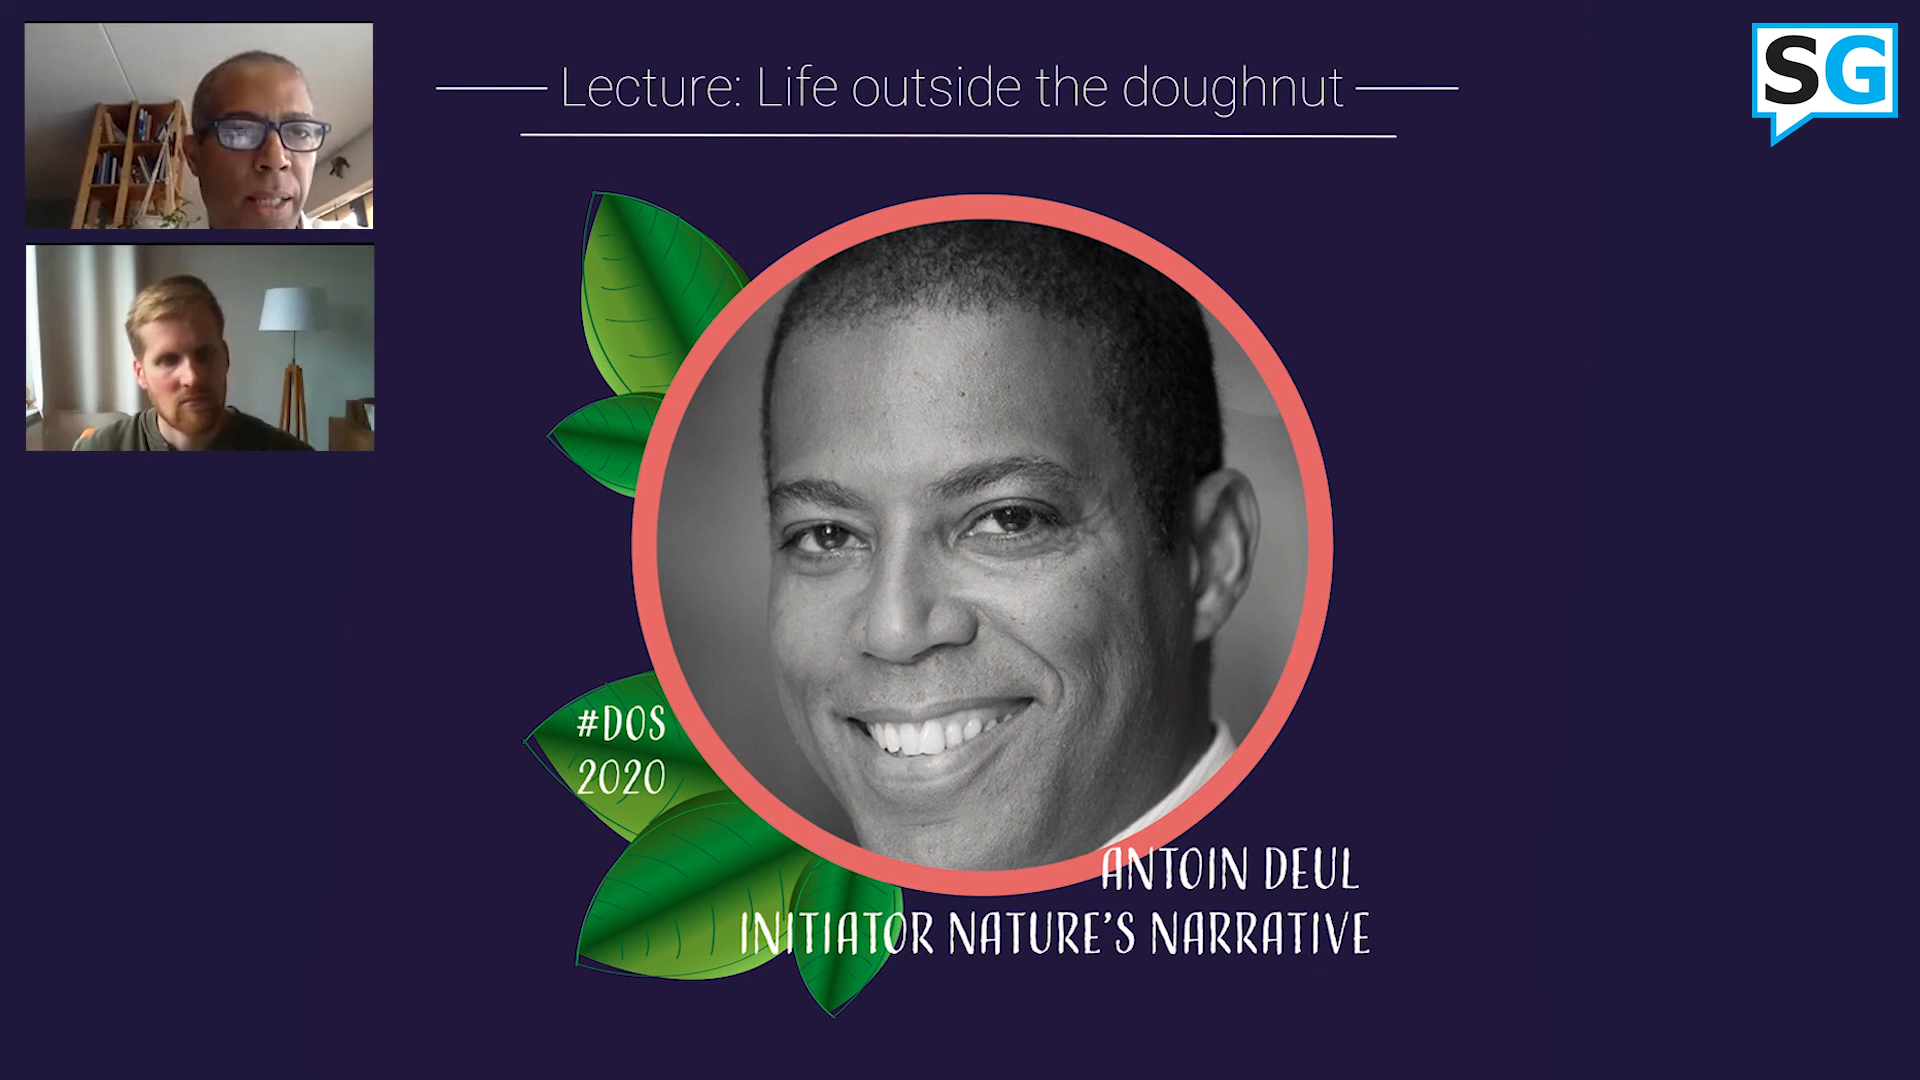 Lecture: Life outside the doughnut
SG
#DOS
2020
ANTOIN DEUL
INITIATOR NATURE'S NARRATIVE